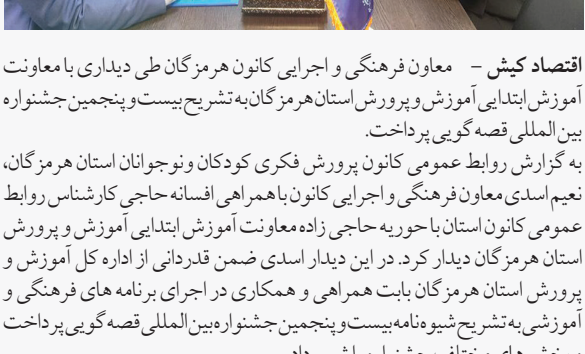 اقتصاد کیش – معاون فرهنگی و اجرایی کانون هرمزگان طی دیداری با معاونت
آموزش ابتدایی آموزش و پرورش استان هرمزگان به تشریح بیست و پنجمین جشنواره
بین المللی قصه گویی پرداخت.
به گزارش روابط عمومی کانون پرورش فکری کودکان ونوجوانان استان هرمزگان،
نعیم اسدی معاون فرهنگی و اجرایی کانون باهمراهی افسانه حاجی کارشناس روابط
عمومی کانون استان با حوریه حاجی زاده معاونت آموزش ابتدایی آموزش و پرورش
استان هرمزگان دیدار کرد. در این دیدار اسدی ضمن قدردانی از اداره کل آموزش و
پرورش استان هرمزگان بابت همراهی و همکاری در اجرای برنامه های فرهنگی و
آموزشی به تشریح شیوه نامه بیست و پنجمین جشنواره بین المللی قصه گویی پرداخت